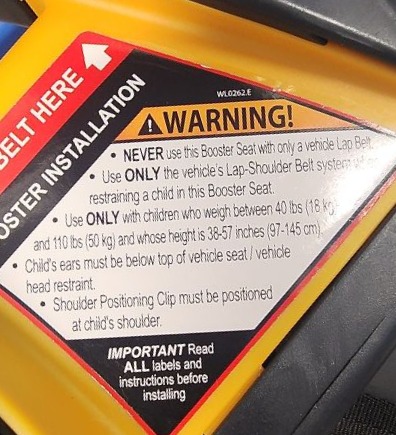 BELT HERE
OSTER INSTALLATION
WL0262.E
WARNING!
• NEVER use this Booster Seat with only a vehicle Lap Belt.
• Use ONLY the vehicle's Lap-Shoulder Belt system
restraining a child in this Booster Seat.
• Use ONLY with children who weigh between 40 lbs (18 kg)
and 110 lbs (50 kg) and whose height is 38-57 inches (97-145 cm).
• Child's ears must be below top of vehicle seat / vehicle
head restraint.
• Shoulder Positioning Clip must be positioned
at child's shoulder.
IMPORTANT Read
ALL labels and
instructions before
installing